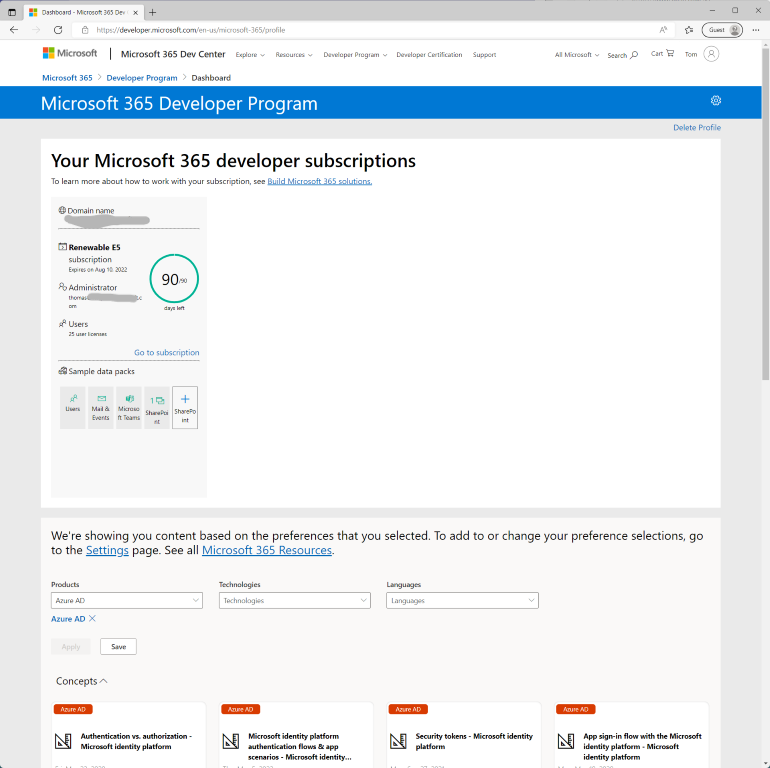 Dashboard - Microsoft 365 Dev
https://developer.microsoft.com/en-us/microsoft-365/profile
Guest
Microsoft
Microsoft 365 Dev Center
Explore
Resources
Developer Program
Developer Certification
Support
All Microsoft
Search
Cart
Tom
Microsoft 365 > Developer Program > Dashboard
Microsoft 365 Developer Program
Delete Profile
Your Microsoft 365 developer subscriptions
To learn more about how to work with your subscription, see Build Microsoft 365 solutions.
Domain name
Renewable E5
subscription
Expires on Aug 10, 2022
90/90
days left
Administrator
thomas
.c
om
Users
25 user licenses
Go to subscription
Sample data packs
Users
Mail &
Events
Microso
ft Teams
1
SharePoi
nt
+
SharePo
int
We're showing you content based on the preferences that you selected. To add to or change your preference selections, go
to the Settings page. See all Microsoft 365 Resources.
Products
Technologies
Languages
Azure AD
Technologies
Languages
Azure AD
Apply
Save
Concepts
Azure AD
Authentication vs. authorization -
Microsoft identity platform
Azure AD
Microsoft identity platform
authentication flows & app
scenarios - Microsoft identity...
Azure AD
Security tokens - Microsoft identity
platform
Azure AD
App sign-in flow with the Microsoft
identity platform - Microsoft
identity platform